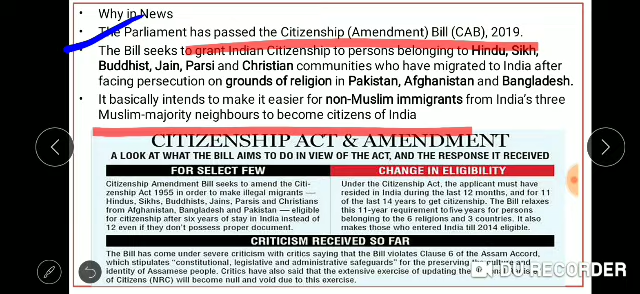 Why in News
The Parliament has passed the Citizenship (Amendment) Bill (CAB), 2019.
The Bill seeks to grant Indian Citizenship to persons belonging to Hindu, Sikh,
Buddhist, Jain, Parsi and Christian communities who have migrated to India after
facing persecution on grounds of religion in Pakistan, Afghanistan and Bangladesh.
It basically intends to make it easier for non-Muslim immigrants from India's three
Muslim-majority neighbours to become citizens of India
CITIZENSHIP ACT & AMENDMENT
A LOOK AT WHAT THE BILL AIMS TO DO IN VIEW OF THE ACT, AND THE RESPONSE IT RECEIVED
FOR SELECT FEW
Citizenship Amendment Bill seeks to amend the Citi-
zenship Act 1955 in order to make illegal migrants —
Hindus, Sikhs, Buddhists, Jains, Parsis and Christians
from Afghanistan, Bangladesh and Pakistan — eligible
for citizenship after six years of stay in India instead of
12 even if they don't possess proper document.
CHANGE IN ELIGIBILITY
Under the Citizenship Act, the applicant must have
resided in India during the last 12 months, and for 11
of the last 14 years to get citizenship. The Bill relaxes
this 11-year requirement to five years for persons
belonging to the 6 religions and 3 countries. It also
makes those who entered India till 2014 eligible.
CRITICISM RECEIVED SO FAR
The Bill has come under severe criticism with critics saying that the Bill violates Clause 6 of the Assam Accord,
which stipulates "constitutional, legislative and administrative safeguards" for the preserving the culture and
identity of Assamese people. Critics have also said that the extensive exercise of updating the
of Citizens (NRC) will become null and void due to this exercise.
DU RECORDER